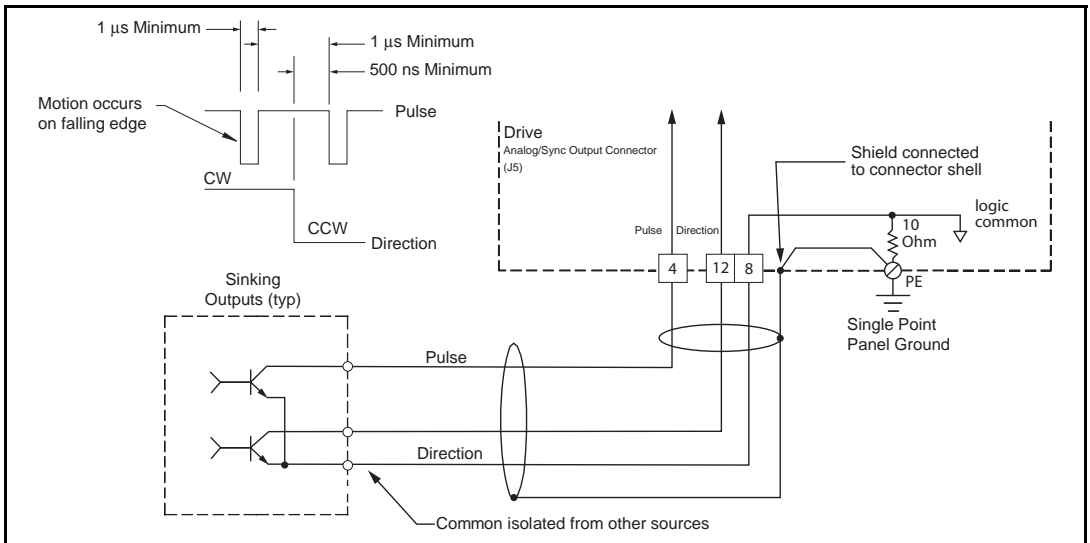 1 μs Minimum
1 μs Minimum
500 ns Minimum
Motion occurs
on falling edge
Pulse
CW
CCW
Direction
Drive
Analog/Sync Output Connector
(J5)
Shield connected
to connector shell
logic
common
10
Ohm
Pulse
Direction
4
12
8
PE
Single Point
Panel Ground
Sinking
Outputs (typ)
Pulse
Direction
Common isolated from other sources